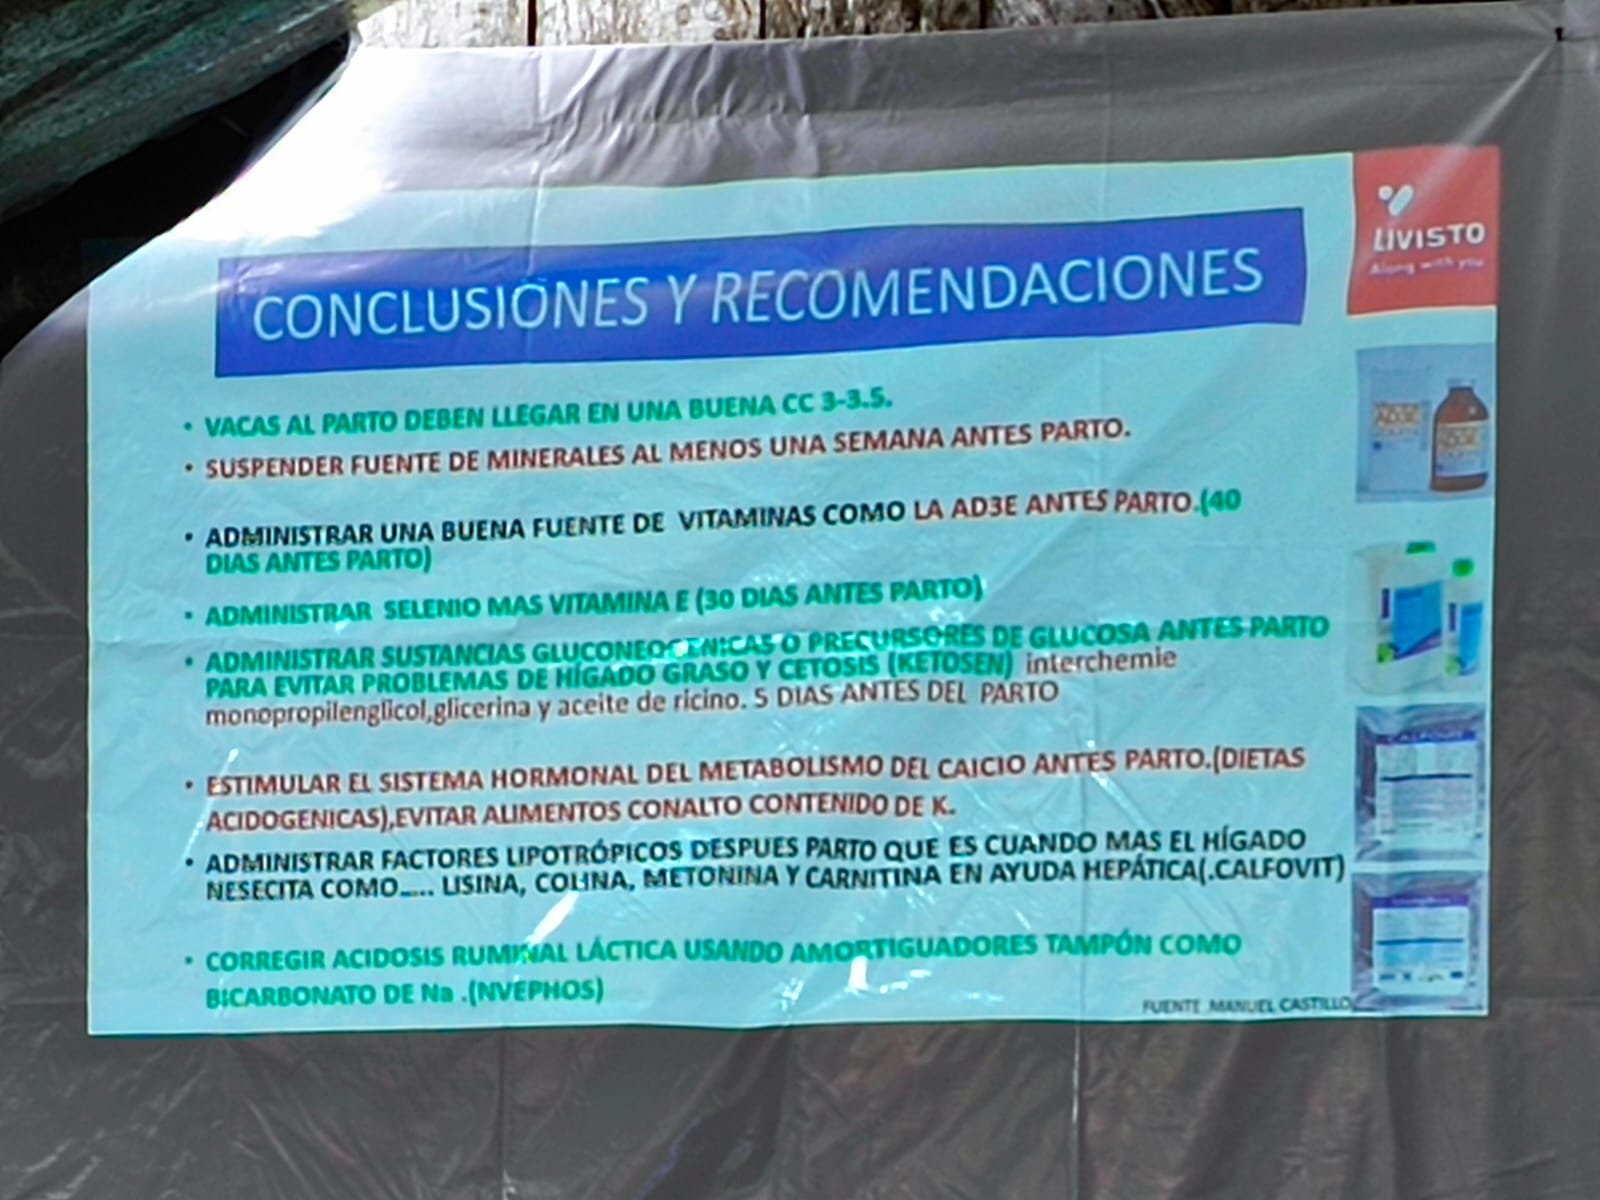 LIVISTO
Along with you
CONCLUSIONES Y RECOMENDACIONES
• VACAS AL PARTO DEBEN LLEGAR EN UNA BUENA CC 3-3.5.
• SUSPENDER FUENTE DE MINERALES AL MENOS UNA SEMANA ANTES PARTO.
• ADMINISTRAR UNA BUENA FUENTE DE VITAMINAS COMO LA AD3E ANTES PARTO.(40
DIAS ANTES PARTO)
• ADMINISTRAR SELENIO MAS VITAMINA E (30 DIAS ANTES PARTO)
• ADMINISTRAR SUSTANCIAS GLUCONEOGENICAS O PRECURSORES DE GLUCOSA ANTES PARTO
PARA EVITAR PROBLEMAS DE HÍGADO GRASO Y CETOSIS (KETOSEN) interchemie
monopropilenglicol,glicerina y aceite de ricino. 5 DIAS ANTES DEL PARTO
• ESTIMULAR EL SISTEMA HORMONAL DEL METABOLISMO DEL CALCIO ANTES PARTO.(DIETAS
ACIDOGENICAS),EVITAR ALIMENTOS CONALTO CONTENIDO DE K.
• ADMINISTRAR FACTORES LIPOTRÓPICOS DESPUES PARTO QUE ES CUANDO MAS EL HÍGADO
NESECITA COMO..... LISINA, COLINA, METONINA Y CARNITINA EN AYUDA HEPÁTICA(.CALFOVIT)
• CORREGIR ACIDOSIS RUMINAL LÁCTICA USANDO AMORTIGUADORES TAMPÓN COMO
BICARBONATO DE Na .(NVEPHOS)
FUENTE MANUEL CASTILLO
CALFOVIT